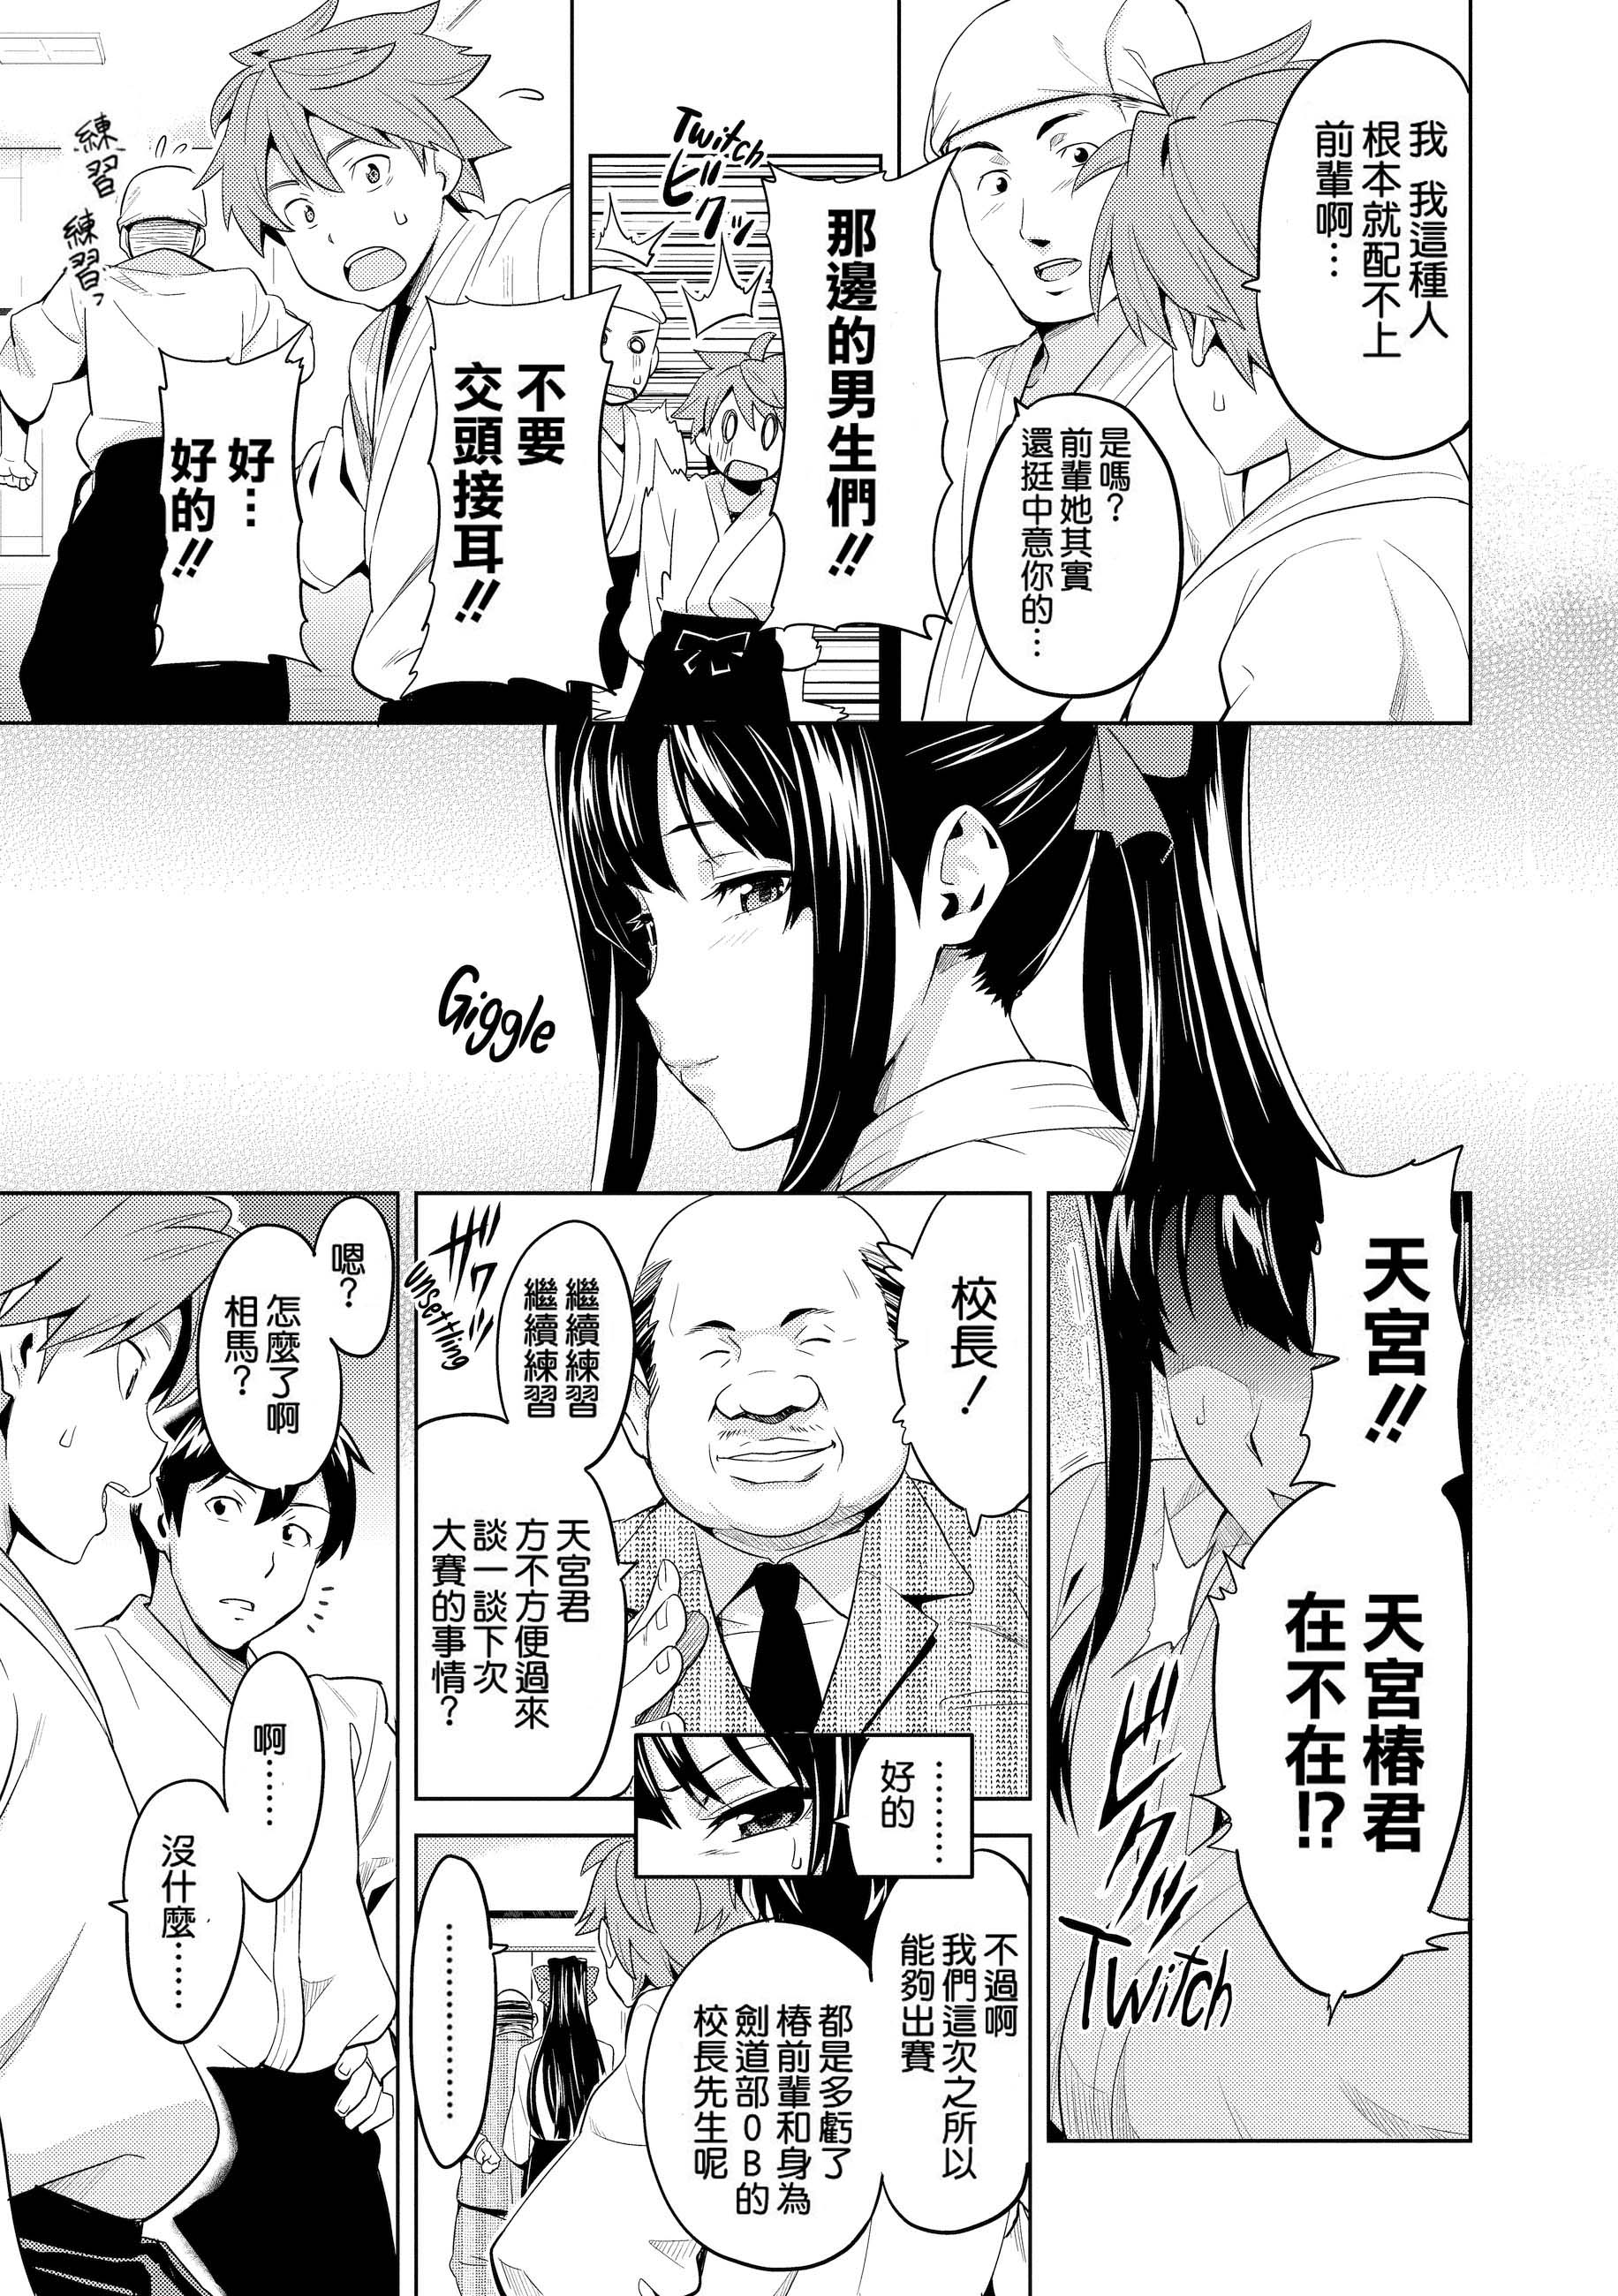 我 我這種人
根本就配不上
前輩啊…
是嗎？
前輩她其實
還挺中意你的…
那邊的男生們!!
Twitch
ビクッ
不要
交頭接耳!!
好…
好的!!
練習
練習っ
Giggle
天宮!!
天宮椿君
在不在!?
ビクッ
Twitch
校長！
繼續練習
繼續練習
ザワッ
unsettling
天宮君
方不方便過來
談一談下次
大賽的事情？
………
好的
不過啊
我們這次之所以
能夠出賽
都是多虧了
椿前輩和身為
劍道部OB的
校長先生呢
…………
嗯？
怎麼了啊
相馬？
啊……
沒什麼……